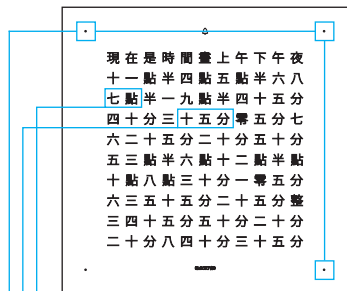 現在是時間晝上午下午夜
十一點半四點五點半六八
七點半一九點半四十五分
四十分三十五分零五分七
六二十五分二十分五十分
五三點半六點十二點半點
十點八點三十分一零五分
六三五十五分二十五分整
三四十五分五十分二十分
二十分八四十分三十五分